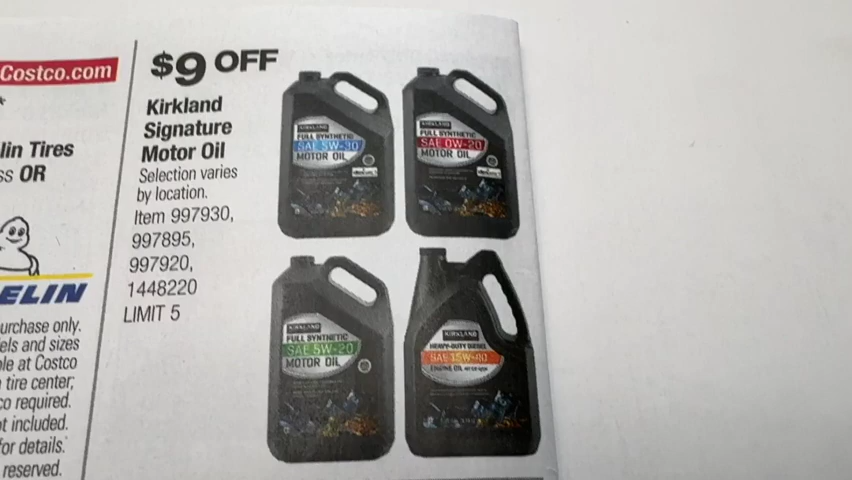 Costco.com
*
lin Tires
ss OR
ELIN
urchase only.
els and sizes
ble at Costco
tire center;
co required.
ot included.
for details.
reserved.
$9 OFF
Kirkland
Signature
Motor Oil
Selection varies
by location.
Item 997930,
997895,
997920,
1448220
LIMIT 5
KIRKLAND
FULL SYNTHETIC
SAE 5W-30
MOTOR OIL
KIRKLAND
FULL SYNTHETIC
SAE 0W-20
MOTOR OIL
KIRKLAND
FULL SYNTHETIC
SAE 5W-20
MOTOR OIL
KIRKLAND
HEAVY-DUTY DIESEL
SAE 15W-40
ENGINE OIL